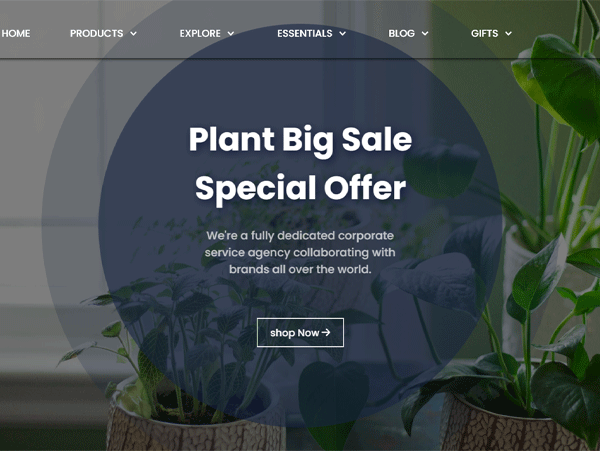 HOME PRODUCTS EXPLORE ESSENTIALS BLOG GIFTS
Plant Big Sale
Special Offer
We're a fully dedicated corporate
service agency collaborating with
brands all over the world.
shop Now →